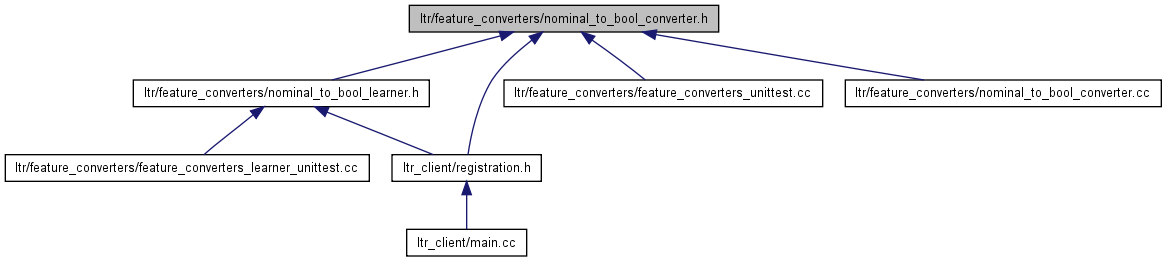 ltr/feature_converters/nominal_to_bool_converter.h
ltr/feature_converters/nominal_to_bool_learner.h
ltr/feature_converters/feature_converters_unittest.cc
ltr/feature_converters/nominal_to_bool_converter.cc
ltr/feature_converters/feature_converters_learner_unittest.cc
ltr_client/registration.h
ltr_client/main.cc